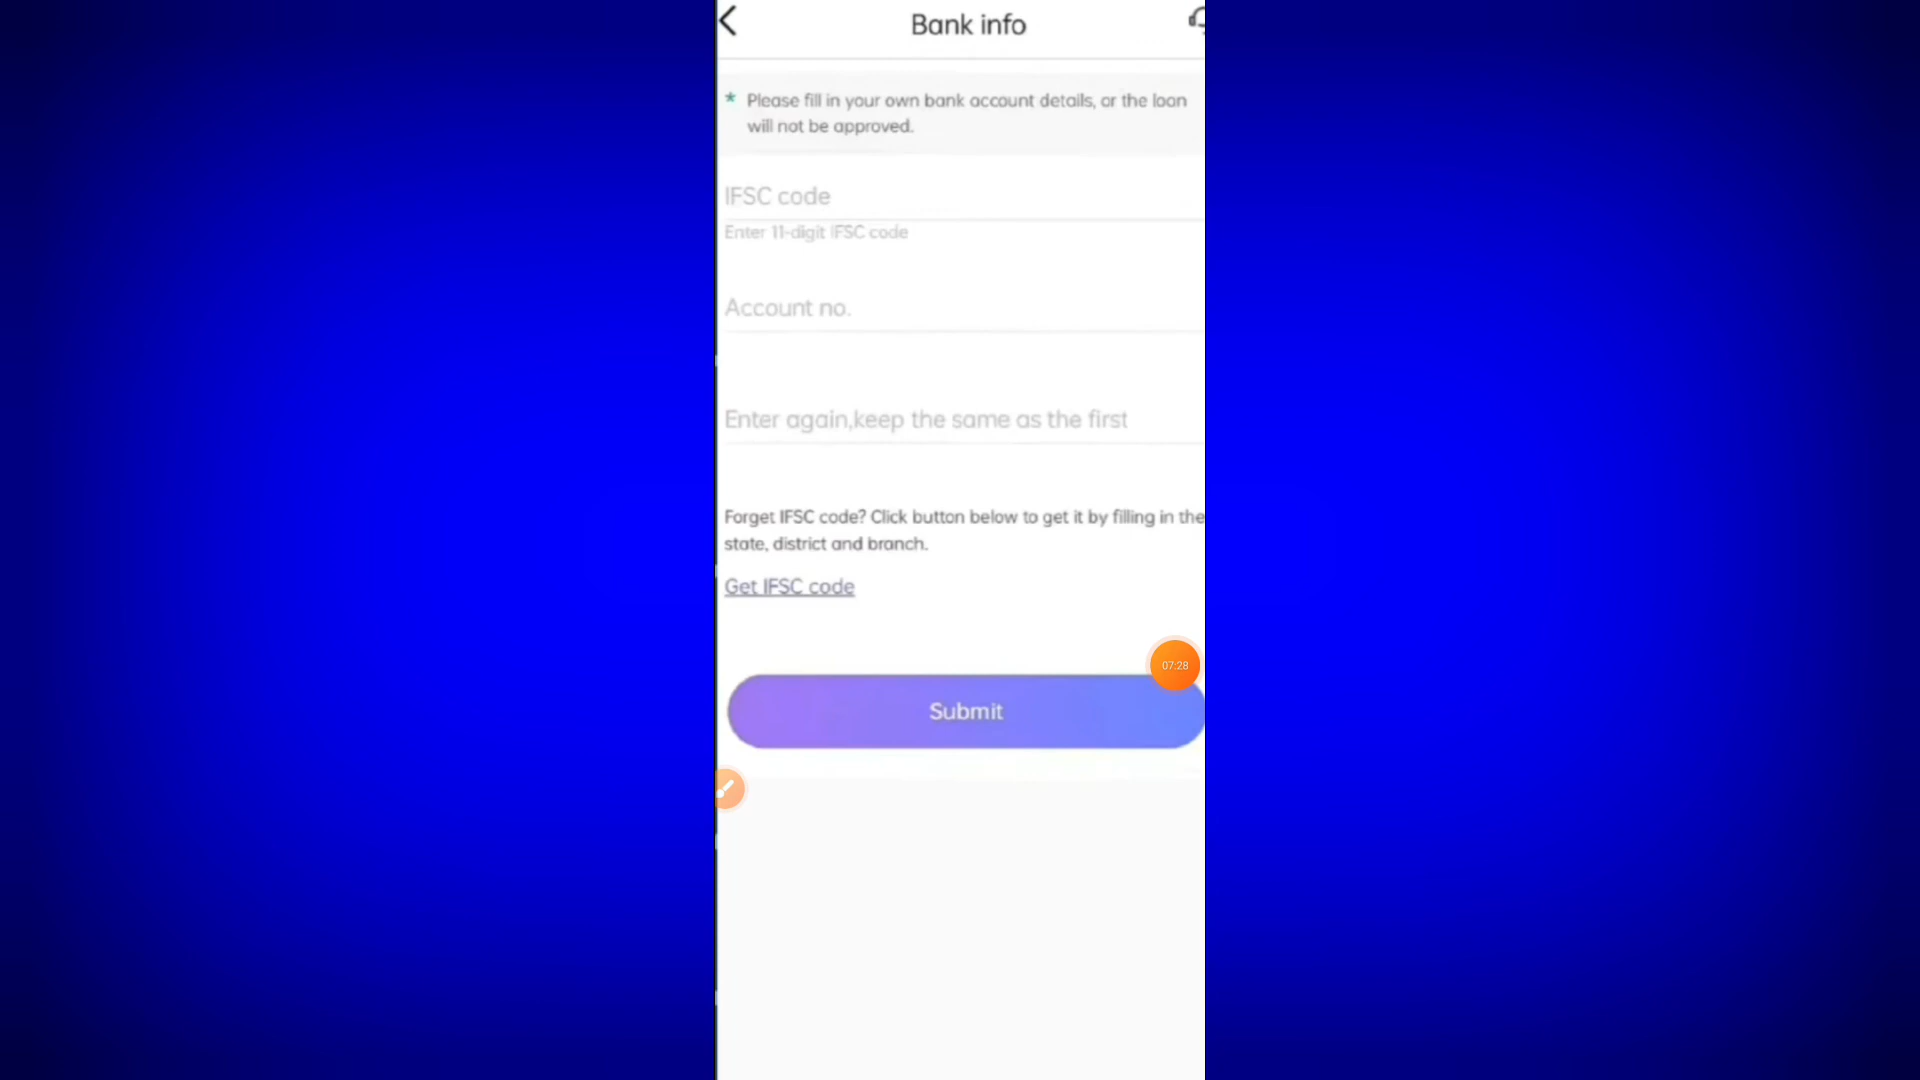 Bank info
* Please fill in your own bank account details, or the loan
will not be approved.
IFSC code
Enter 11-digit IFSC code
Account no.
Enter again,keep the same as the first
Forget IFSC code? Click button below to get it by filling in the
state, district and branch.
Get IFSC code
07:28
Submit